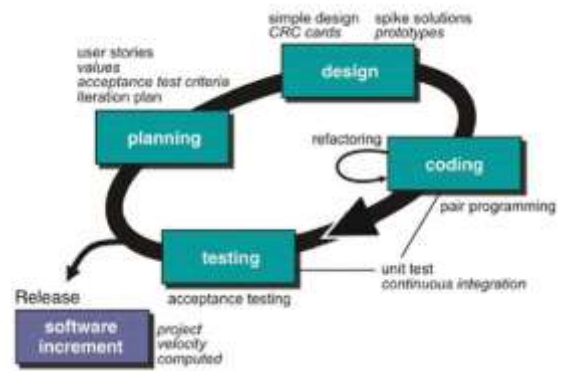 simple design
CRC cards
spike solutions
prototypes
design
user stories
values
acceptance test criteria
iteration plan
planning
refactoring
coding
pair programming
testing
unit test
continuous integration
acceptance testing
Release
software
increment
project
velocity
computed